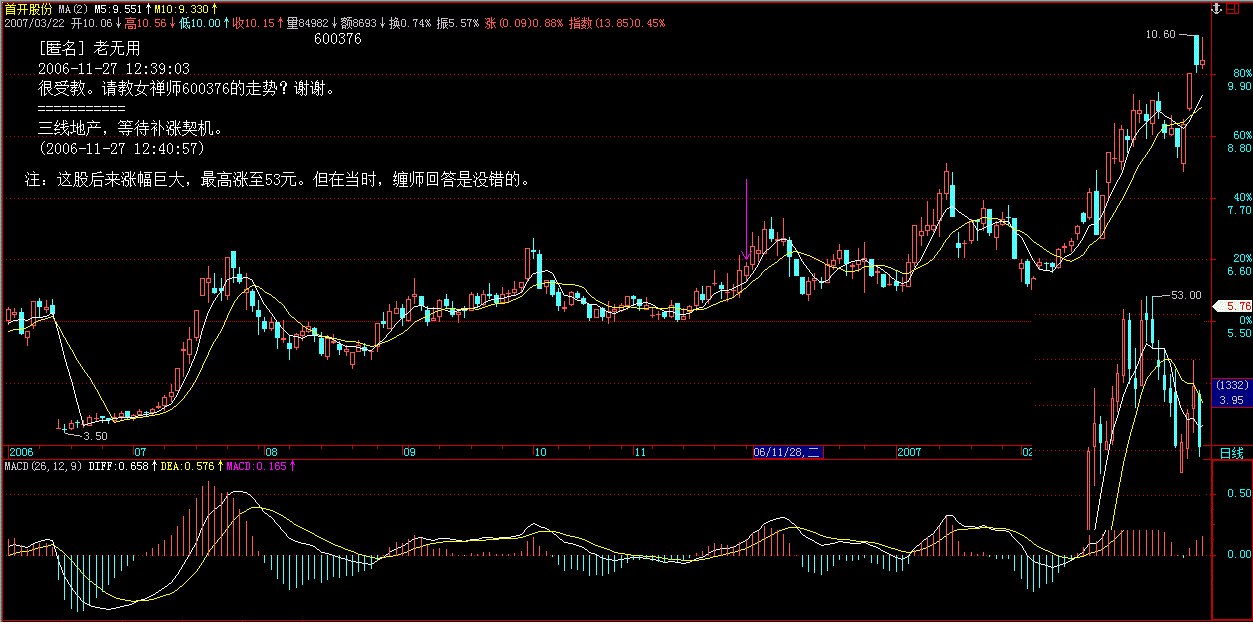 首开股份 MA(2) M5:9.551↑M10:9.330↑
2007/03/22 开10.06↓高10.56↓低10.00↑收10.15↑量84982↓额8693↓换0.74% 振5.57% 涨(0.09)0.88% 指数(13.85)0.45%
600376
10.60
[匿名] 老无用
2006-11-27 12:39:03
很受教。请教女禅师600376的走势？谢谢。
===========
三线地产，等待补涨契机。
(2006-11-27 12:40:57)
注：这股后来涨幅巨大，最高涨至53元。但在当时，缠师回答是没错的。
80%
9.90
60%
8.80
40%
7.70
20%
6.60
53.00
5.76
0%
5.50
(1332)
3.95
3.50
2006 07 08 09 10 11 06/11/28,二 2007 02 日线
MACD(26,12,9) DIFF:0.658↑DEA:0.576↑MACD:0.165↑
0.50
0.00